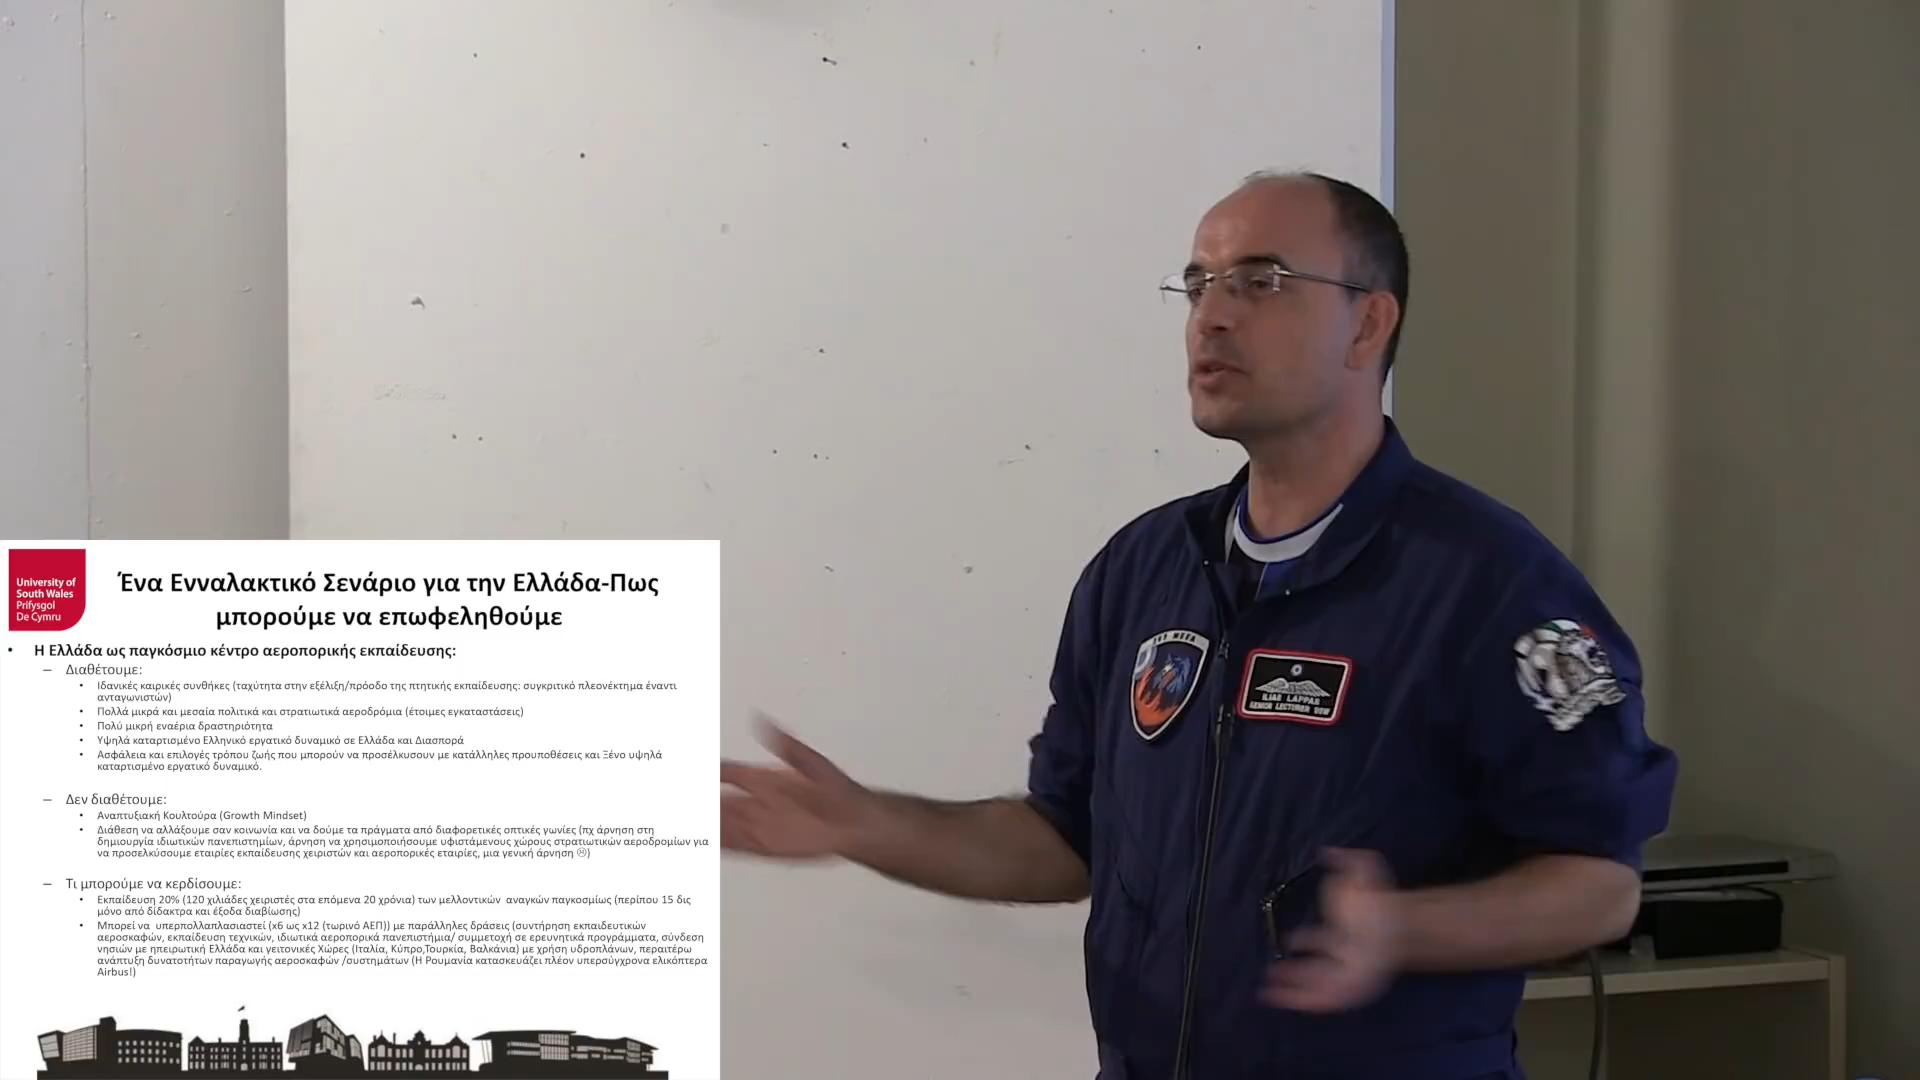 University of
South Wales
Prifysgol
De Cymru
Ένα Ενναλακτικό Σενάριο για την Ελλάδα-Πως
μπορούμε να επωφεληθούμε
• Η Ελλάδα ως παγκόσμιο κέντρο αεροπορικής εκπαίδευσης:
– Διαθέτουμε:
• Ιδανικές καιρικές συνθήκες (ταχύτητα στην εξέλιξη/πρόοδο της πτητικής εκπαίδευσης: συγκριτικό πλεονέκτημα έναντι
ανταγωνιστών)
• Πολλά μικρά και μεσαία πολιτικά και στρατιωτικά αεροδρόμια (έτοιμες εγκαταστάσεις)
• Πολύ μικρή εναέρια δραστηριότητα
• Υψηλά καταρτισμένο Ελληνικό εργατικό δυναμικό σε Ελλάδα και Διασπορά
• Ασφάλεια και επιλογές τρόπου ζωής που μπορούν να προσέλκυσουν με κατάλληλες προυποθέσεις και Ξένο υψηλά
καταρτισμένο εργατικό δυναμικό.
– Δεν διαθέτουμε:
• Αναπτυξιακή Κουλτούρα (Growth Mindset)
• Διάθεση να αλλάξουμε σαν κοινωνία και να δούμε τα πράγματα από διαφορετικές οπτικές γωνίες (πχ άρνηση στη
δημιουργία ιδιωτικών πανεπιστημίων, άρνηση να χρησιμοποιήσουμε υφιστάμενους χώρους στρατιωτικών αεροδρομίων για
να προσελκύσουμε εταιρίες εκπαίδευσης χειριστών και αεροπορικές εταιρίες, μια γενική άρνηση ☹)
– Τι μπορούμε να κερδίσουμε:
• Εκπαίδευση 20% (120 χιλιάδες χειριστές στα επόμενα 20 χρόνια) των μελλοντικών αναγκών παγκοσμίως (περίπου 15 δις
μόνο από δίδακτρα και έξοδα διαβίωσης)
• Μπορεί να υπερπολλαπλασιαστεί (x6 ως x12 (τωρινό ΑΕΠ)) με παράλληλες δράσεις (συντήρηση εκπαιδευτικών
αεροσκαφών, εκπαίδευση τεχνικών, ιδιωτικά αεροπορικά πανεπιστήμια/ συμμετοχή σε ερευνητικά προγράμματα, σύνδεση
νησιών με ηπειρωτική Ελλάδα και γειτονικές Χώρες (Ιταλία, Κύπρο,Τουρκία, Βαλκάνια) με χρήση υδροπλάνων, περαιτέρω
ανάπτυξη δυνατοτήτων παραγωγής αεροσκαφών /συστημάτων (Η Ρουμανία κατασκευάζει πλέον υπερσύγχρονα ελικόπτερα
Airbus!)
ILIAS LAPPAS
SENIOR LECTURER USW